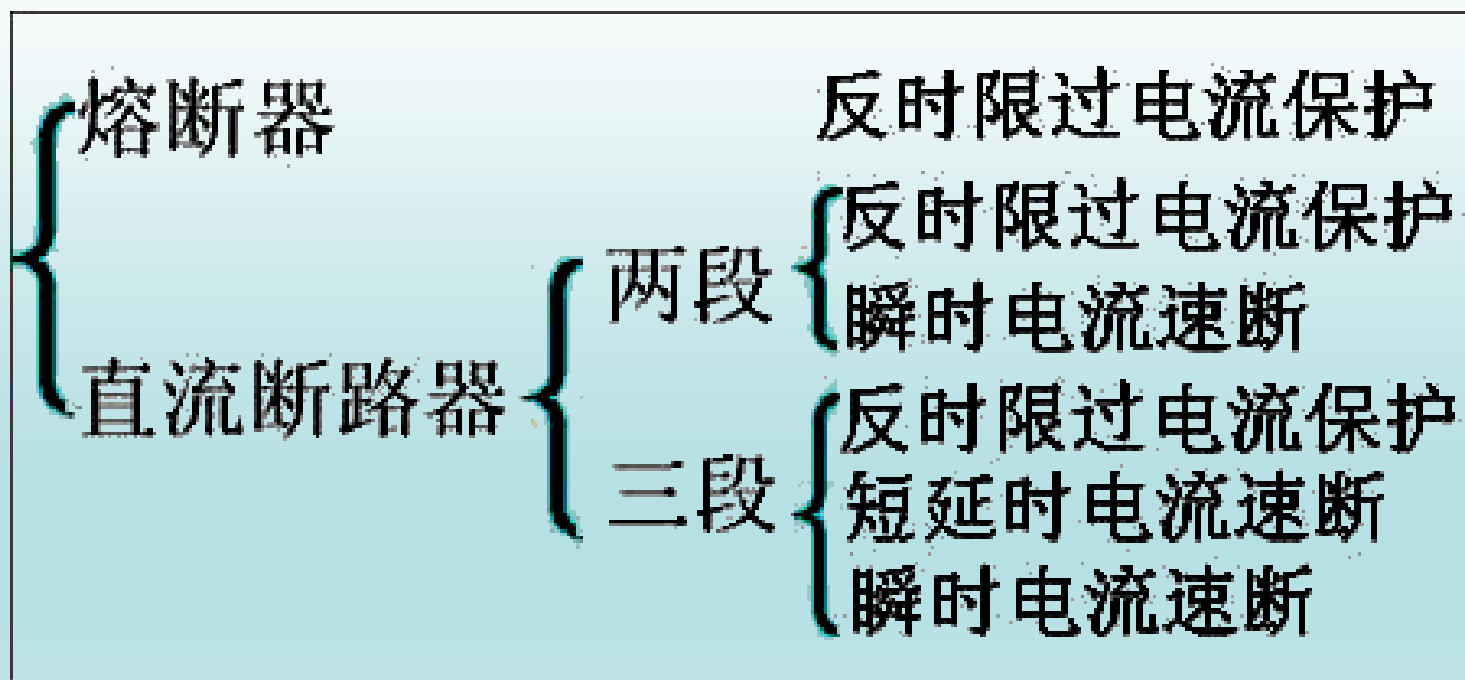 熔断器 反时限过电流保护
反时限过电流保护
两段
瞬时电流速断
直流断路器
反时限过电流保护
三段
短延时电流速断
瞬时电流速断